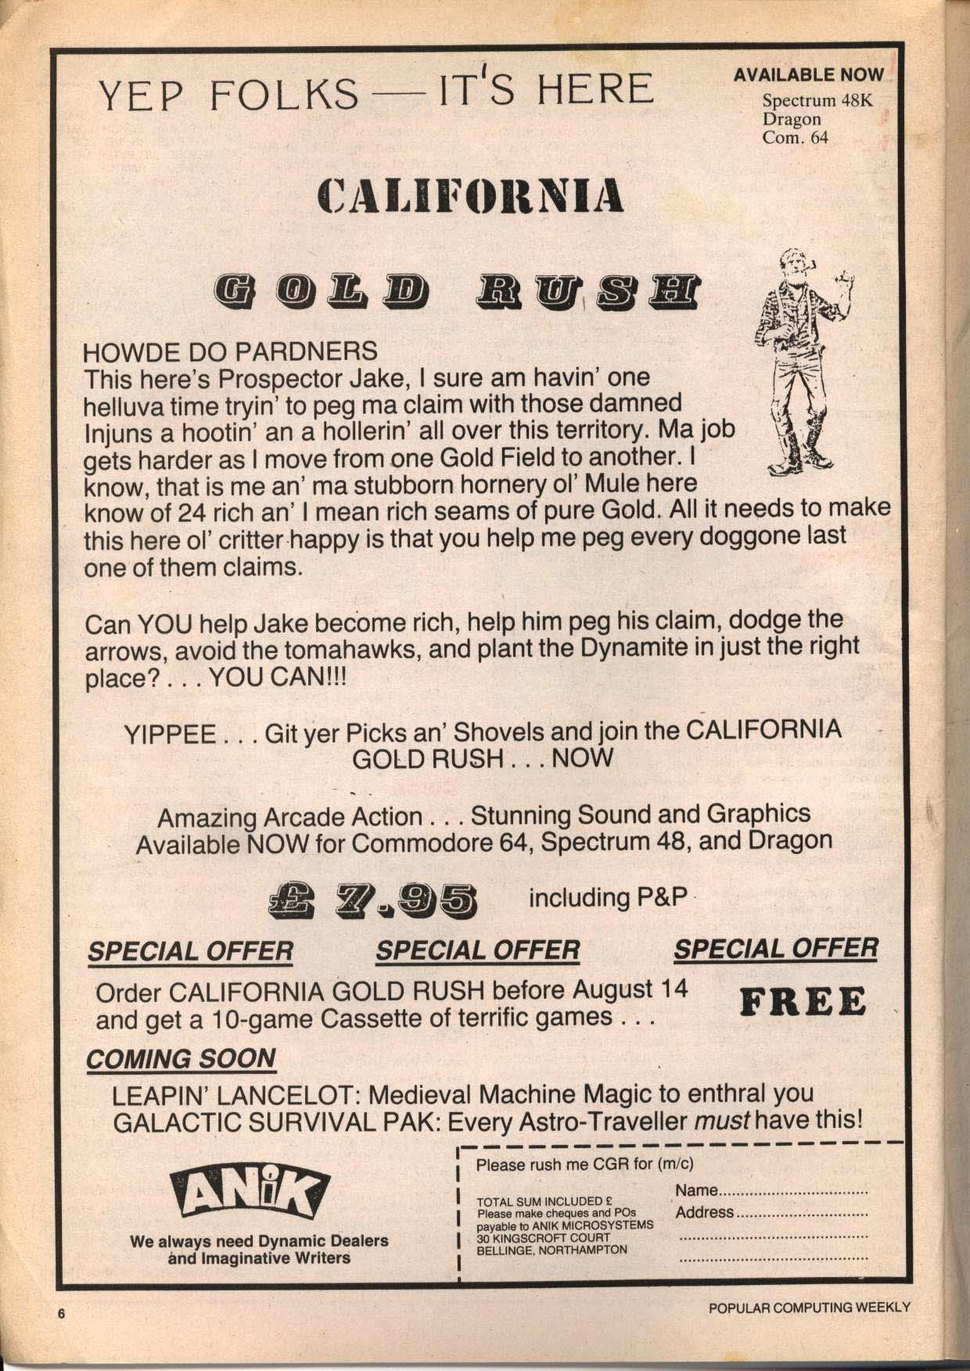 YEP FOLKS — IT'S HERE
AVAILABLE NOW
Spectrum 48K
Dragon
Com. 64
CALIFORNIA
GOLD RUSH
HOWDE DO PARDNERS
This here's Prospector Jake, I sure am havin' one
helluva time tryin' to peg ma claim with those damned
Injuns a hootin' an a hollerin' all over this territory. Ma job
gets harder as I move from one Gold Field to another. I
know, that is me an' ma stubborn hornery ol' Mule here
know of 24 rich an' I mean rich seams of pure Gold. All it needs to make
this here ol' critter happy is that you help me peg every doggone last
one of them claims.
Can YOU help Jake become rich, help him peg his claim, dodge the
arrows, avoid the tomahawks, and plant the Dynamite in just the right
place? . . . YOU CAN!!!
YIPPEE . . . Git yer Picks an' Shovels and join the CALIFORNIA
GOLD RUSH . . . NOW
Amazing Arcade Action . . . Stunning Sound and Graphics
Available NOW for Commodore 64, Spectrum 48, and Dragon
£7.95 including P&P
SPECIAL OFFER SPECIAL OFFER SPECIAL OFFER
Order CALIFORNIA GOLD RUSH before August 14
and get a 10-game Cassette of terrific games . . .
FREE
COMING SOON
LEAPIN' LANCELOT: Medieval Machine Magic to enthral you
GALACTIC SURVIVAL PAK: Every Astro-Traveller must have this!
ANiK
We always need Dynamic Dealers
and Imaginative Writers
Please rush me CGR for (m/c)
TOTAL SUM INCLUDED £
Please make cheques and POs
payable to ANIK MICROSYSTEMS
30 KINGSCROFT COURT
BELLINGE, NORTHAMPTON
Name..................................
Address..............................
6
POPULAR COMPUTING WEEKLY